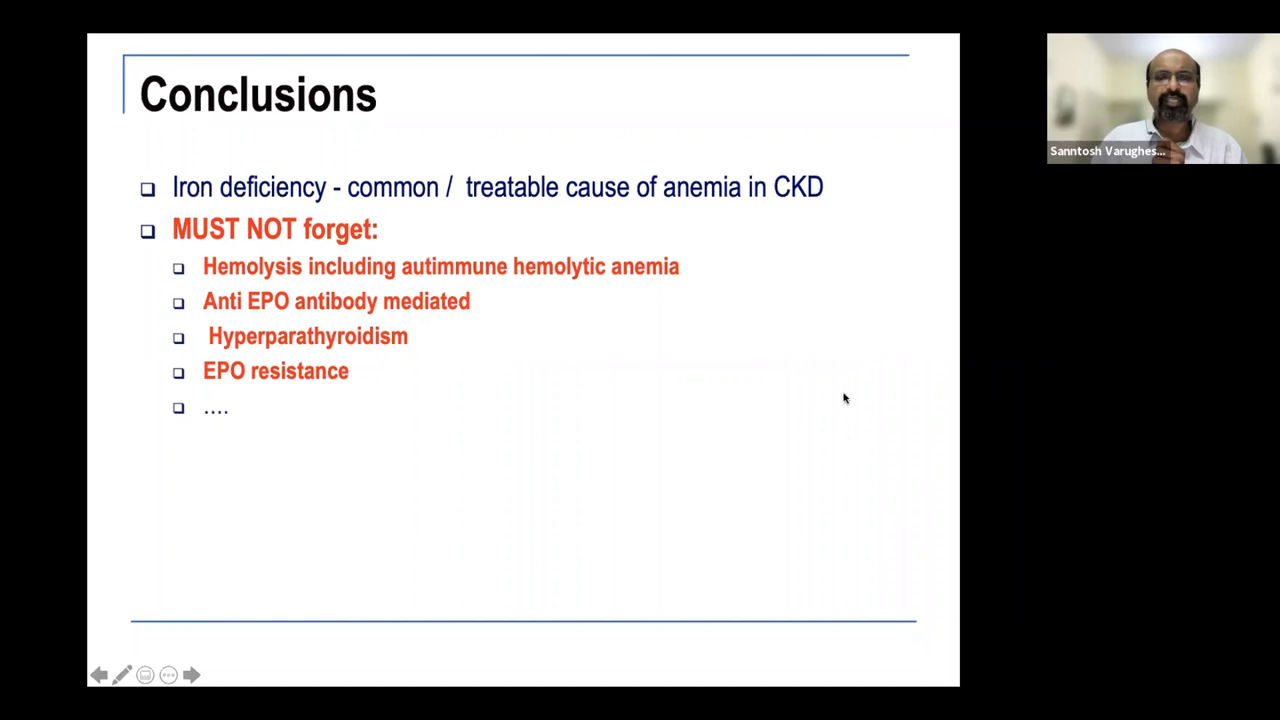 Conclusions
Iron deficiency - common / treatable cause of anemia in CKD
MUST NOT forget:
Hemolysis including autimmune hemolytic anemia
Anti EPO antibody mediated
Hyperparathyroidism
EPO resistance
....
Sanntosh Varughes...